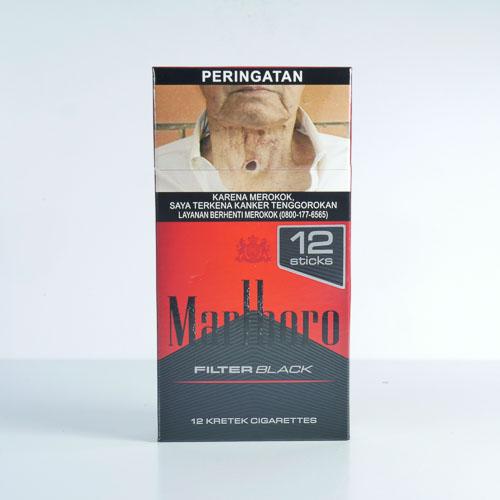 PERINGATAN
KARENA MEROKOK,
SAYA TERKENA KANKER TENGGOROKAN
LAYANAN BERHENTI MEROKOK (0800-177-6565)
12
sticks
Marlboro
FILTER BLACK
12 KRETEK CIGARETTES